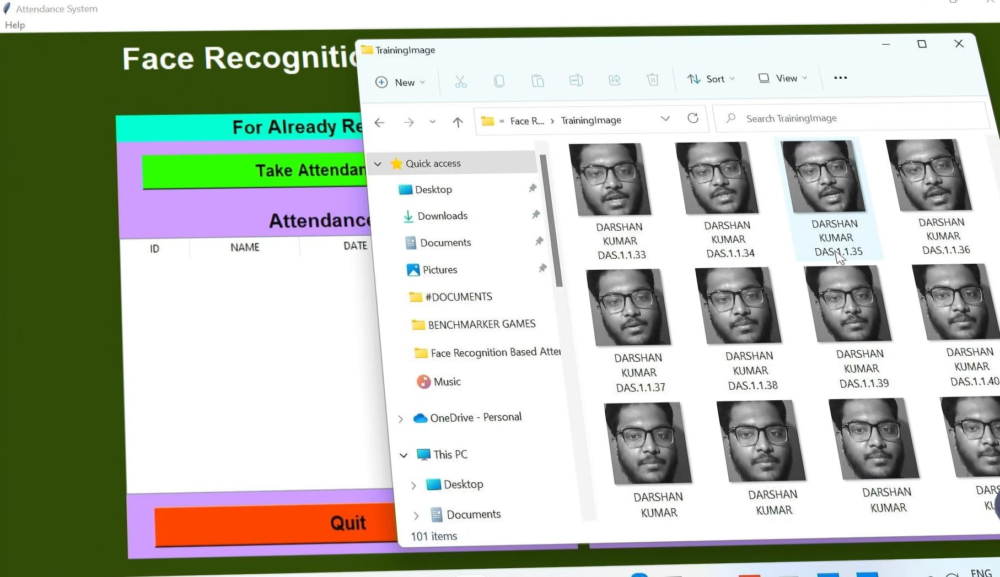 Attendance System
Help
Face Recognitio
For Already Re
Take Attendan
Attendance
ID NAME DATE
Quit
TrainingImage
New Sort View
« Face R... > TrainingImage
Search TrainingImage
Quick access
Desktop
Downloads
Documents
Pictures
#DOCUMENTS
BENCHMARKER GAMES
Face Recognition Based Atter
Music
OneDrive - Personal
This PC
Desktop
Documents
101 items
DARSHAN
KUMAR
DAS.1.1.33
DARSHAN
KUMAR
DAS.1.1.34
DARSHAN
KUMAR
DAS.1.1.35
DARSHAN
KUMAR
DAS.1.1.36
DARSHAN
KUMAR
DAS.1.1.37
DARSHAN
KUMAR
DAS.1.1.38
DARSHAN
KUMAR
DAS.1.1.39
DARSHAN
KUMAR
DAS.1.1.40
DARSHAN
KUMAR
DARSHAN
KUMAR
DARSHAN
KUMAR
DARS
KU
ENG